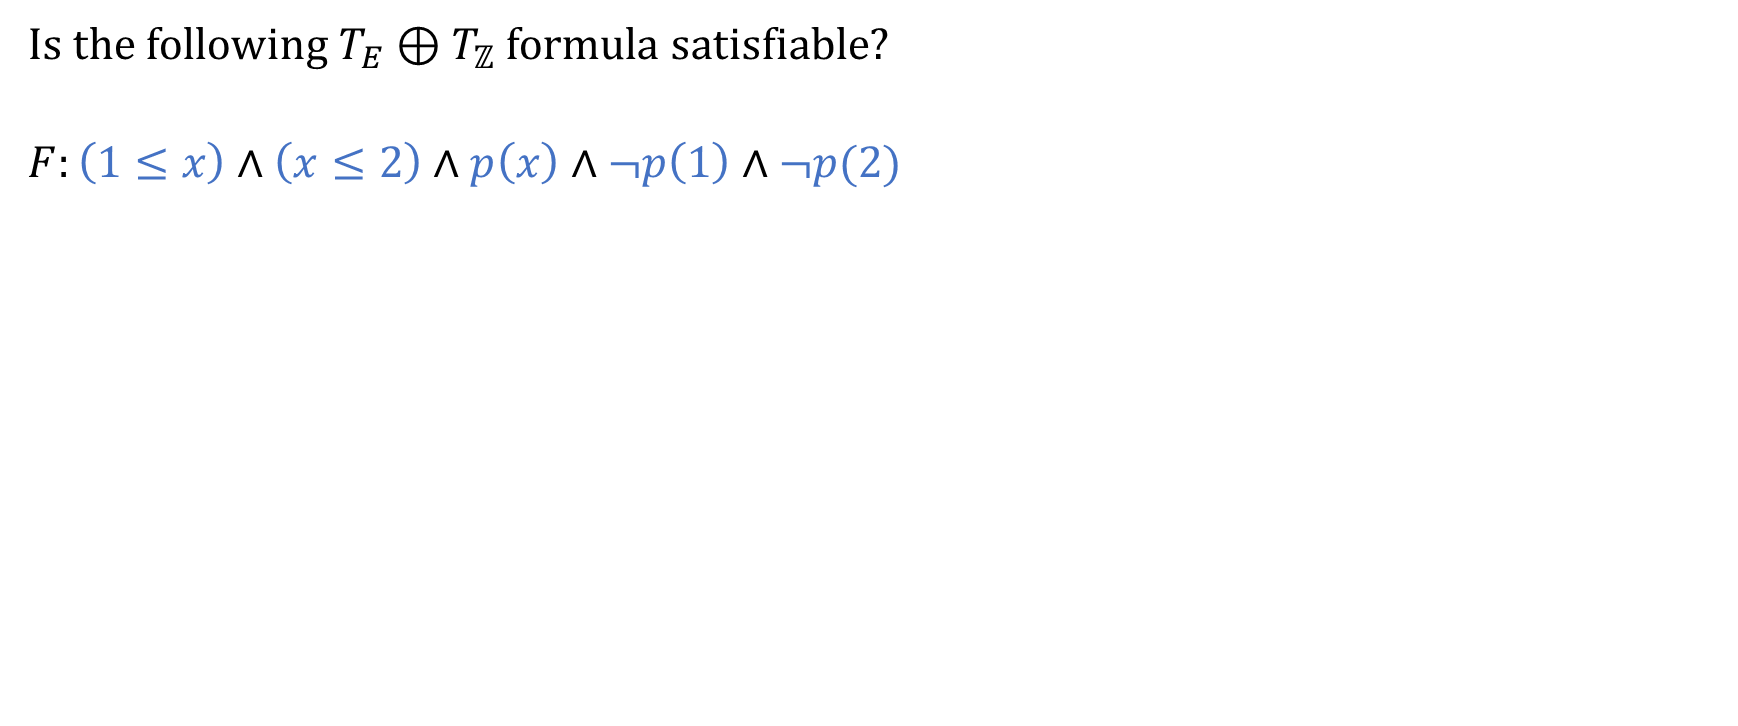 Is the following T_E ⊕ T_ℤ formula satisfiable?
F: (1 ≤ x) ∧ (x ≤ 2) ∧ p(x) ∧ ¬p(1) ∧ ¬p(2)